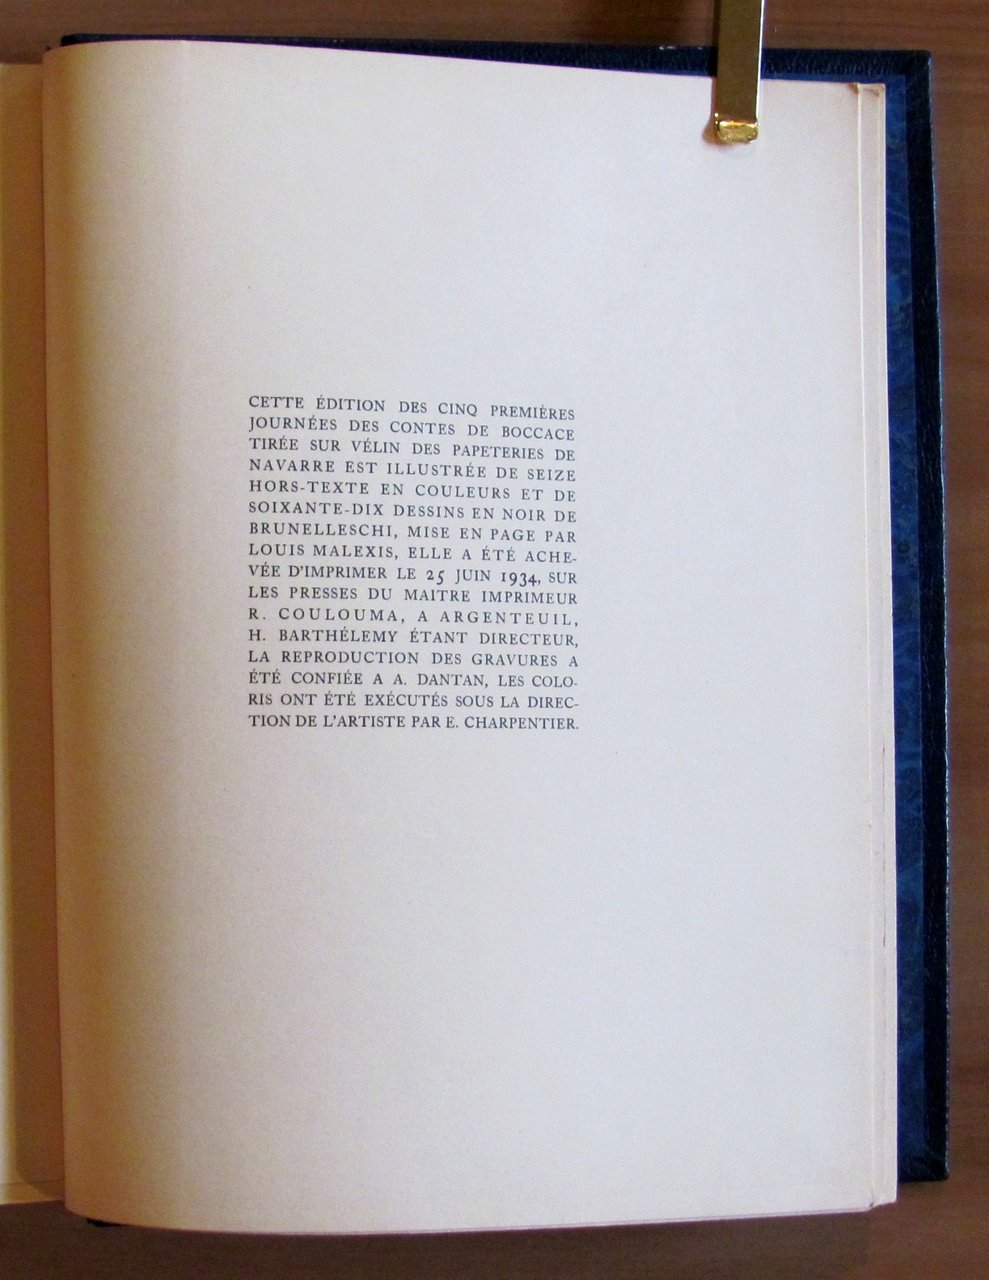 CETTE ÉDITION DES CINQ PREMIÈRES
JOURNÉES DES CONTES DE BOCCACE
TIRÉE SUR VÉLIN DES PAPETERIES DE
NAVARRE EST ILLUSTRÉE DE SEIZE
HORS-TEXTE EN COULEURS ET DE
SOIXANTE-DIX DESSINS EN NOIR DE
BRUNELLESCHI, MISE EN PAGE PAR
LOUIS MALEXIS, ELLE A ÉTÉ ACHE-
VÉE D'IMPRIMER LE 25 JUIN 1934, SUR
LES PRESSES DU MAITRE IMPRIMEUR
R. COULOUMA, A ARGENTEUIL,
H. BARTHÉLEMY ÉTANT DIRECTEUR,
LA REPRODUCTION DES GRAVURES A
ÉTÉ CONFIÉE A A. DANTAN, LES COLO-
RIS ONT ÉTÉ EXÉCUTÉS SOUS LA DIREC-
TION DE L'ARTISTE PAR E. CHARPENTIER.